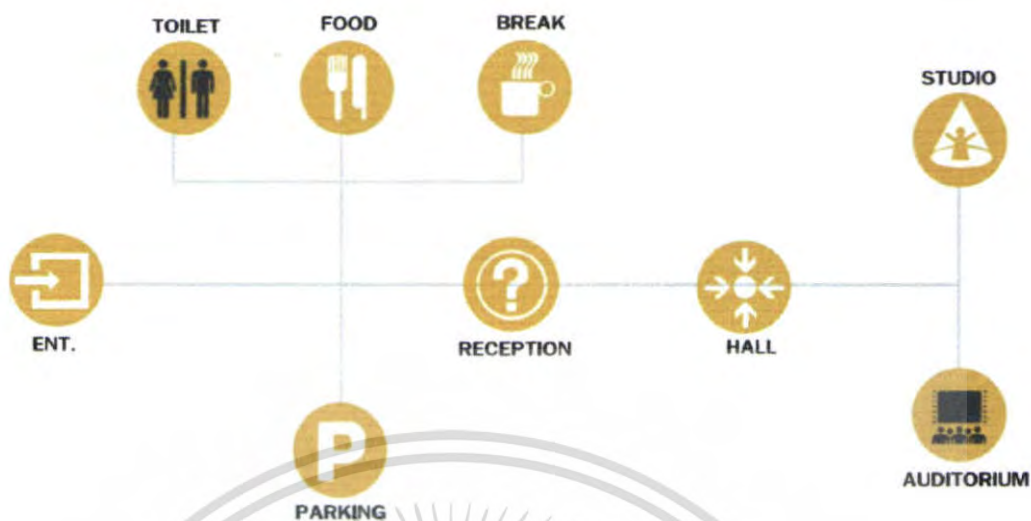 TOILET
FOOD
BREAK
STUDIO
ENT.
?
RECEPTION
HALL
P
PARKING
AUDITORIUM